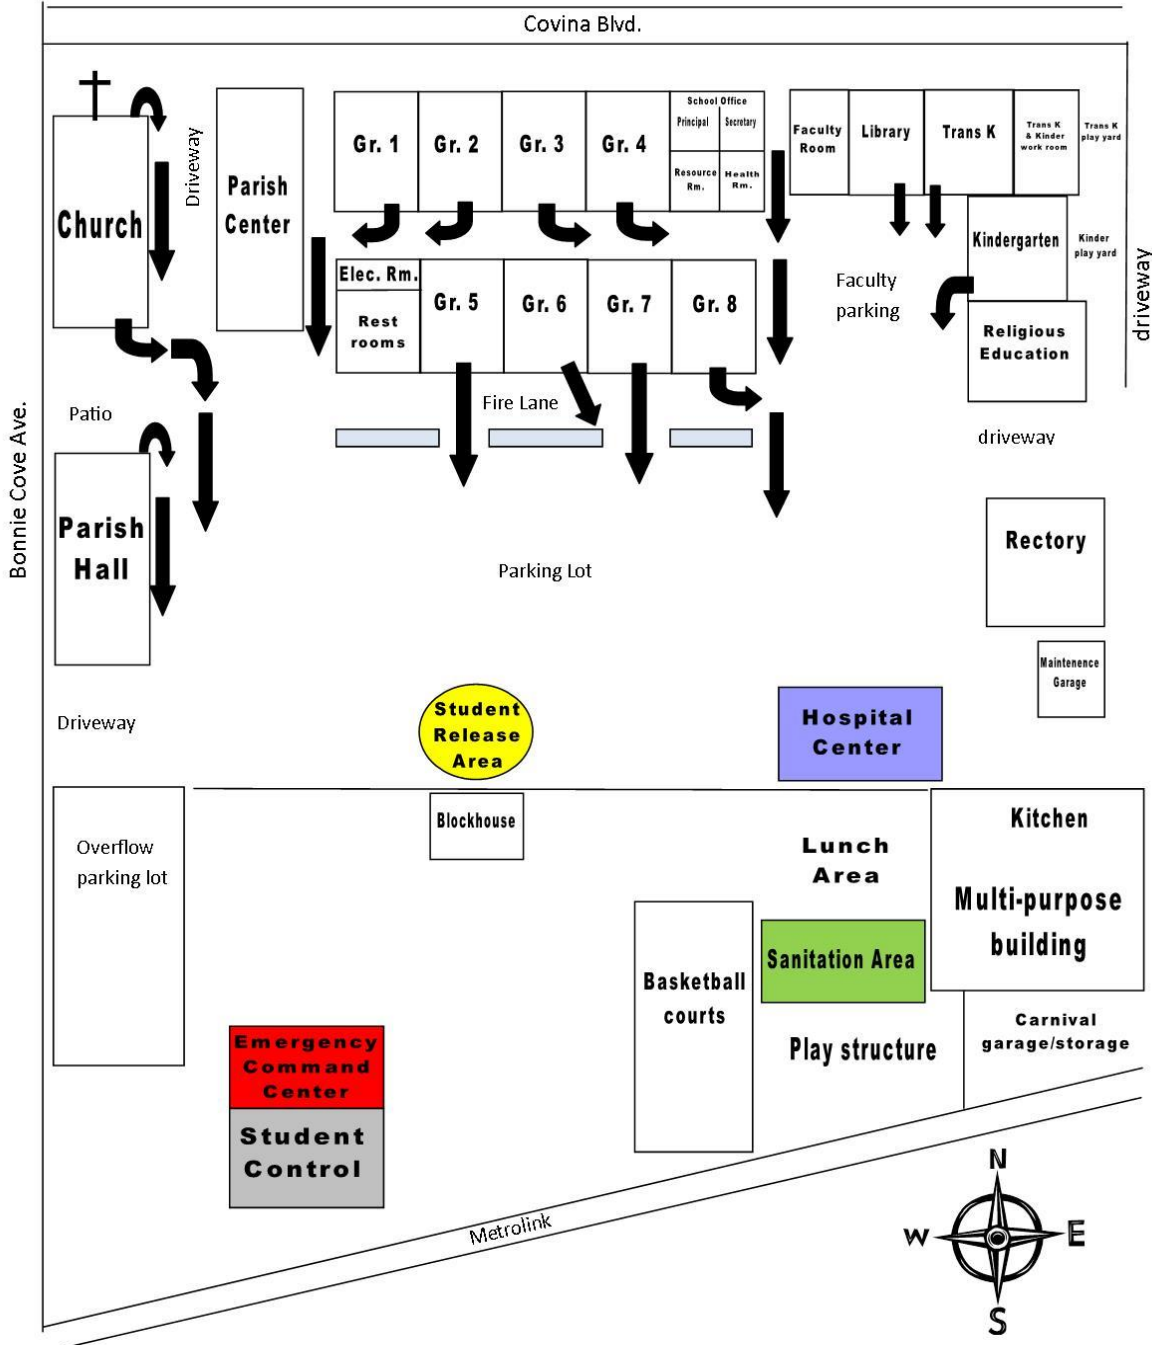 Covina Blvd.
Church
Driveway
Parish
Center
Gr. 1
Gr. 2
Gr. 3
Gr. 4
School Office
Principal
Secretary
Resource
Rm.
Health
Rm.
Faculty
Room
Library
Trans K
Trans K
& Kinder
work room
Trans K
play yard
Kindergarten
Kinder
play yard
driveway
Elec. Rm.
Rest
rooms
Gr. 5
Gr. 6
Gr. 7
Gr. 8
Faculty
parking
Religious
Education
Fire Lane
Patio
driveway
Bonnie Cove Ave.
Parish
Hall
Parking Lot
Rectory
Maintenence
Garage
Driveway
Student
Release
Area
Hospital
Center
Blockhouse
Overflow
parking lot
Lunch
Area
Kitchen
Multi-purpose
building
Basketball
courts
Sanitation Area
Play structure
Carnival
garage/storage
Emergency
Command
Center
Student
Control
Metrolink
N
W
E
S